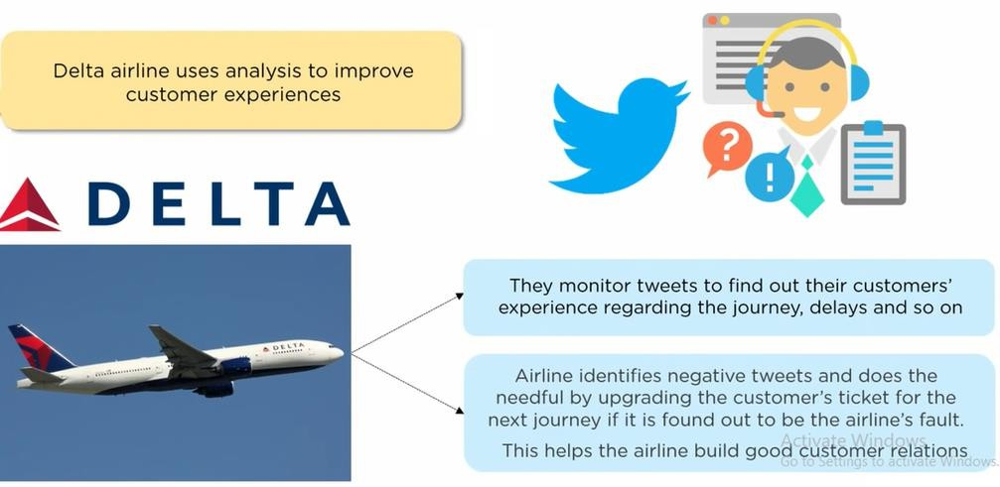 Delta airline uses analysis to improve
customer experiences
?
!
DELTA
DELTA
They monitor tweets to find out their customers'
experience regarding the journey, delays and so on
Airline identifies negative tweets and does the
needful by upgrading the customer's ticket for the
next journey if it is found out to be the airline's fault.
This helps the airline build good customer relations
Activate Windows
Go to Settings to activate Windows.